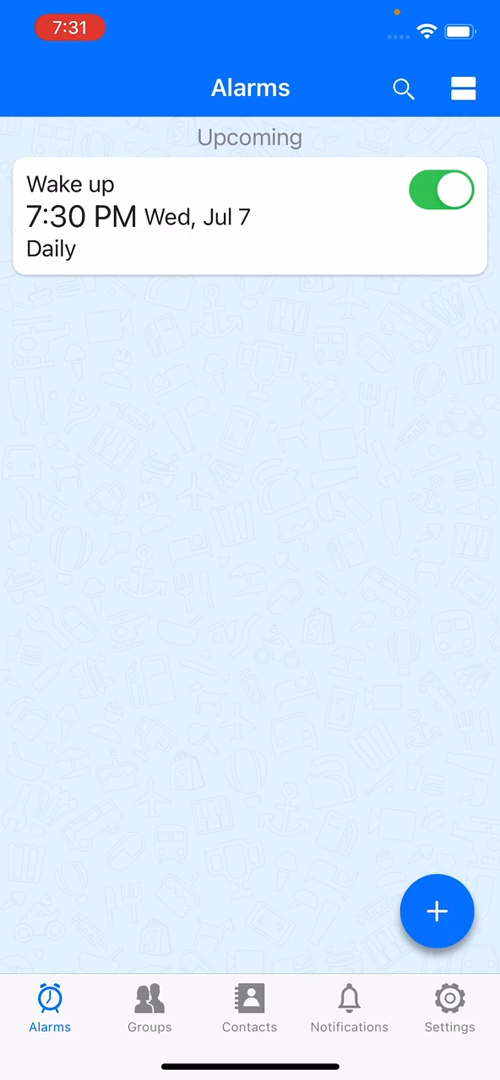 7:31
Alarms
Upcoming
Wake up
7:30 PM Wed, Jul 7
Daily
Alarms
Groups
Contacts
Notifications
Settings